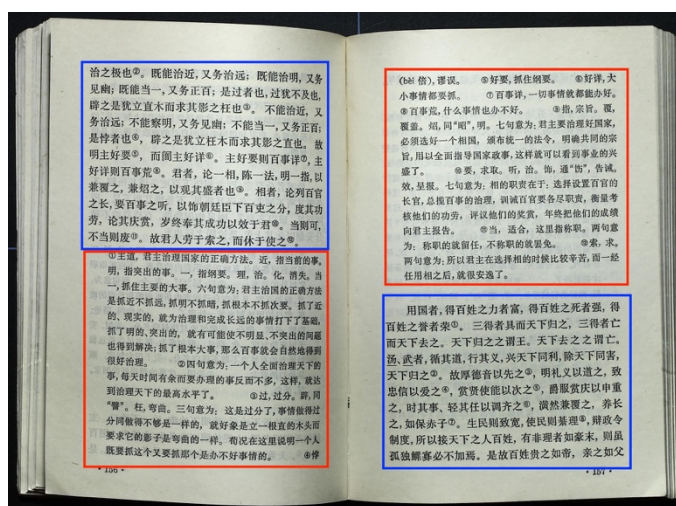 治之极也②。既能治近，又务治远；既能治明，又务
见幽；既能当一，又务正百；是过者也，过犹不及也，
辟之是犹立直木而求其影之枉也③。不能治近，又
务治远；不能察明，又务见幽；不能当一，又务正百；
是悖者也④，辟之是犹立枉木而求其影之直也。故
明主好要⑤，而闇主好详⑥。主好要则百事详⑦，主
好详则百事荒⑧。君者，论一相，陈一法，明一指，以
兼覆之，兼炤之，以观其盛者也⑨。相者，论列百官
之长，要百事之听，以饰朝廷臣下百吏之分，度其功
劳，论其庆赏，岁终奉其成功以效于君⑩。当则可，
不当则废⑪。故君人劳于索之，而休于使之⑫。
①主道，君主治理国家的正确方法。近，指当前的事。
明，指突出的事。一，指纲要。理，治。化，消失。当
一，抓住主要的大事。六句意为：君主治国的正确方法
是抓近不抓远，抓明不抓暗，抓根本不抓次要。抓了近
的、现实的，就为治理和完成长远的事情打下了基础，
抓了明的、突出的，就有可能使不明显、不突出的问题
也得到解决；抓了根本大事，那么百事就会自然地得到
很好治理。 ②四句意为：一个人全面治理天下的
事，每天时间有余而要办理的事反而不多，这样，就达
到治理天下的最高水平了。 ③过，过分。辟，同
“譬”。枉，弯曲。三句意为：这是过分了，事情做得过
分同做得不够是一样的，就好象是立一根直的木头而
要求它的影子是弯曲的一样。荀况在这里说明一个人
既要抓这个又要抓那个是办不好事情的。 ④悖
·156·
(bèi 倍)，谬误。 ⑤好要，抓住纲要。 ⑥好详，大
小事情都要抓。 ⑦百事详，一切事情就都能办好。
⑧百事荒，什么事情也办不好。 ⑨指，宗旨。覆，
覆盖。炤，同“昭”，明。七句意为：君主要治理好国家，
必须选好一个相国，颁布统一的法令，明确共同的宗
旨，用以全面指导国家政事，这样就可以看到事业的兴
盛了。 ⑩要，求取。听，治。饰，通“饬”，告诫。
效，呈报。七句意为：相的职责在于：选择设置百官的
长官，总揽百事的治理，训诫百官要各尽职责，衡量考
核他们的功劳，评议他们的奖赏，年终把他们的成绩
向君主报告。 ⑪当，适合，这里指称职。两句意
为：称职的就留任，不称职的就罢免。 ⑫索，求。
两句意为：所以君主在选择相的时候比较辛苦，而一经
任用相之后，就很安逸了。
用国者，得百姓之力者富，得百姓之死者强，得
百姓之誉者荣①。三得者具而天下归之，三得者亡
而天下去之。天下归之之谓王，天下去之之谓亡。
汤、武者，循其道，行其义，兴天下同利，除天下同害，
天下归之②。故厚德音以先之③，明礼义以道之，致
忠信以爱之④，赏贤使能以次之⑤，爵服赏庆以申重
之，时其事、轻其任以调齐之⑥，潢然兼覆之，养长
之，如保赤子⑦。生民则致宽，使民则綦理⑧，辩政令
制度，所以接天下之人百姓，有非理者如豪末，则虽
孤独鳏寡必不加焉。是故百姓贵之如帝，亲之如父
·157·